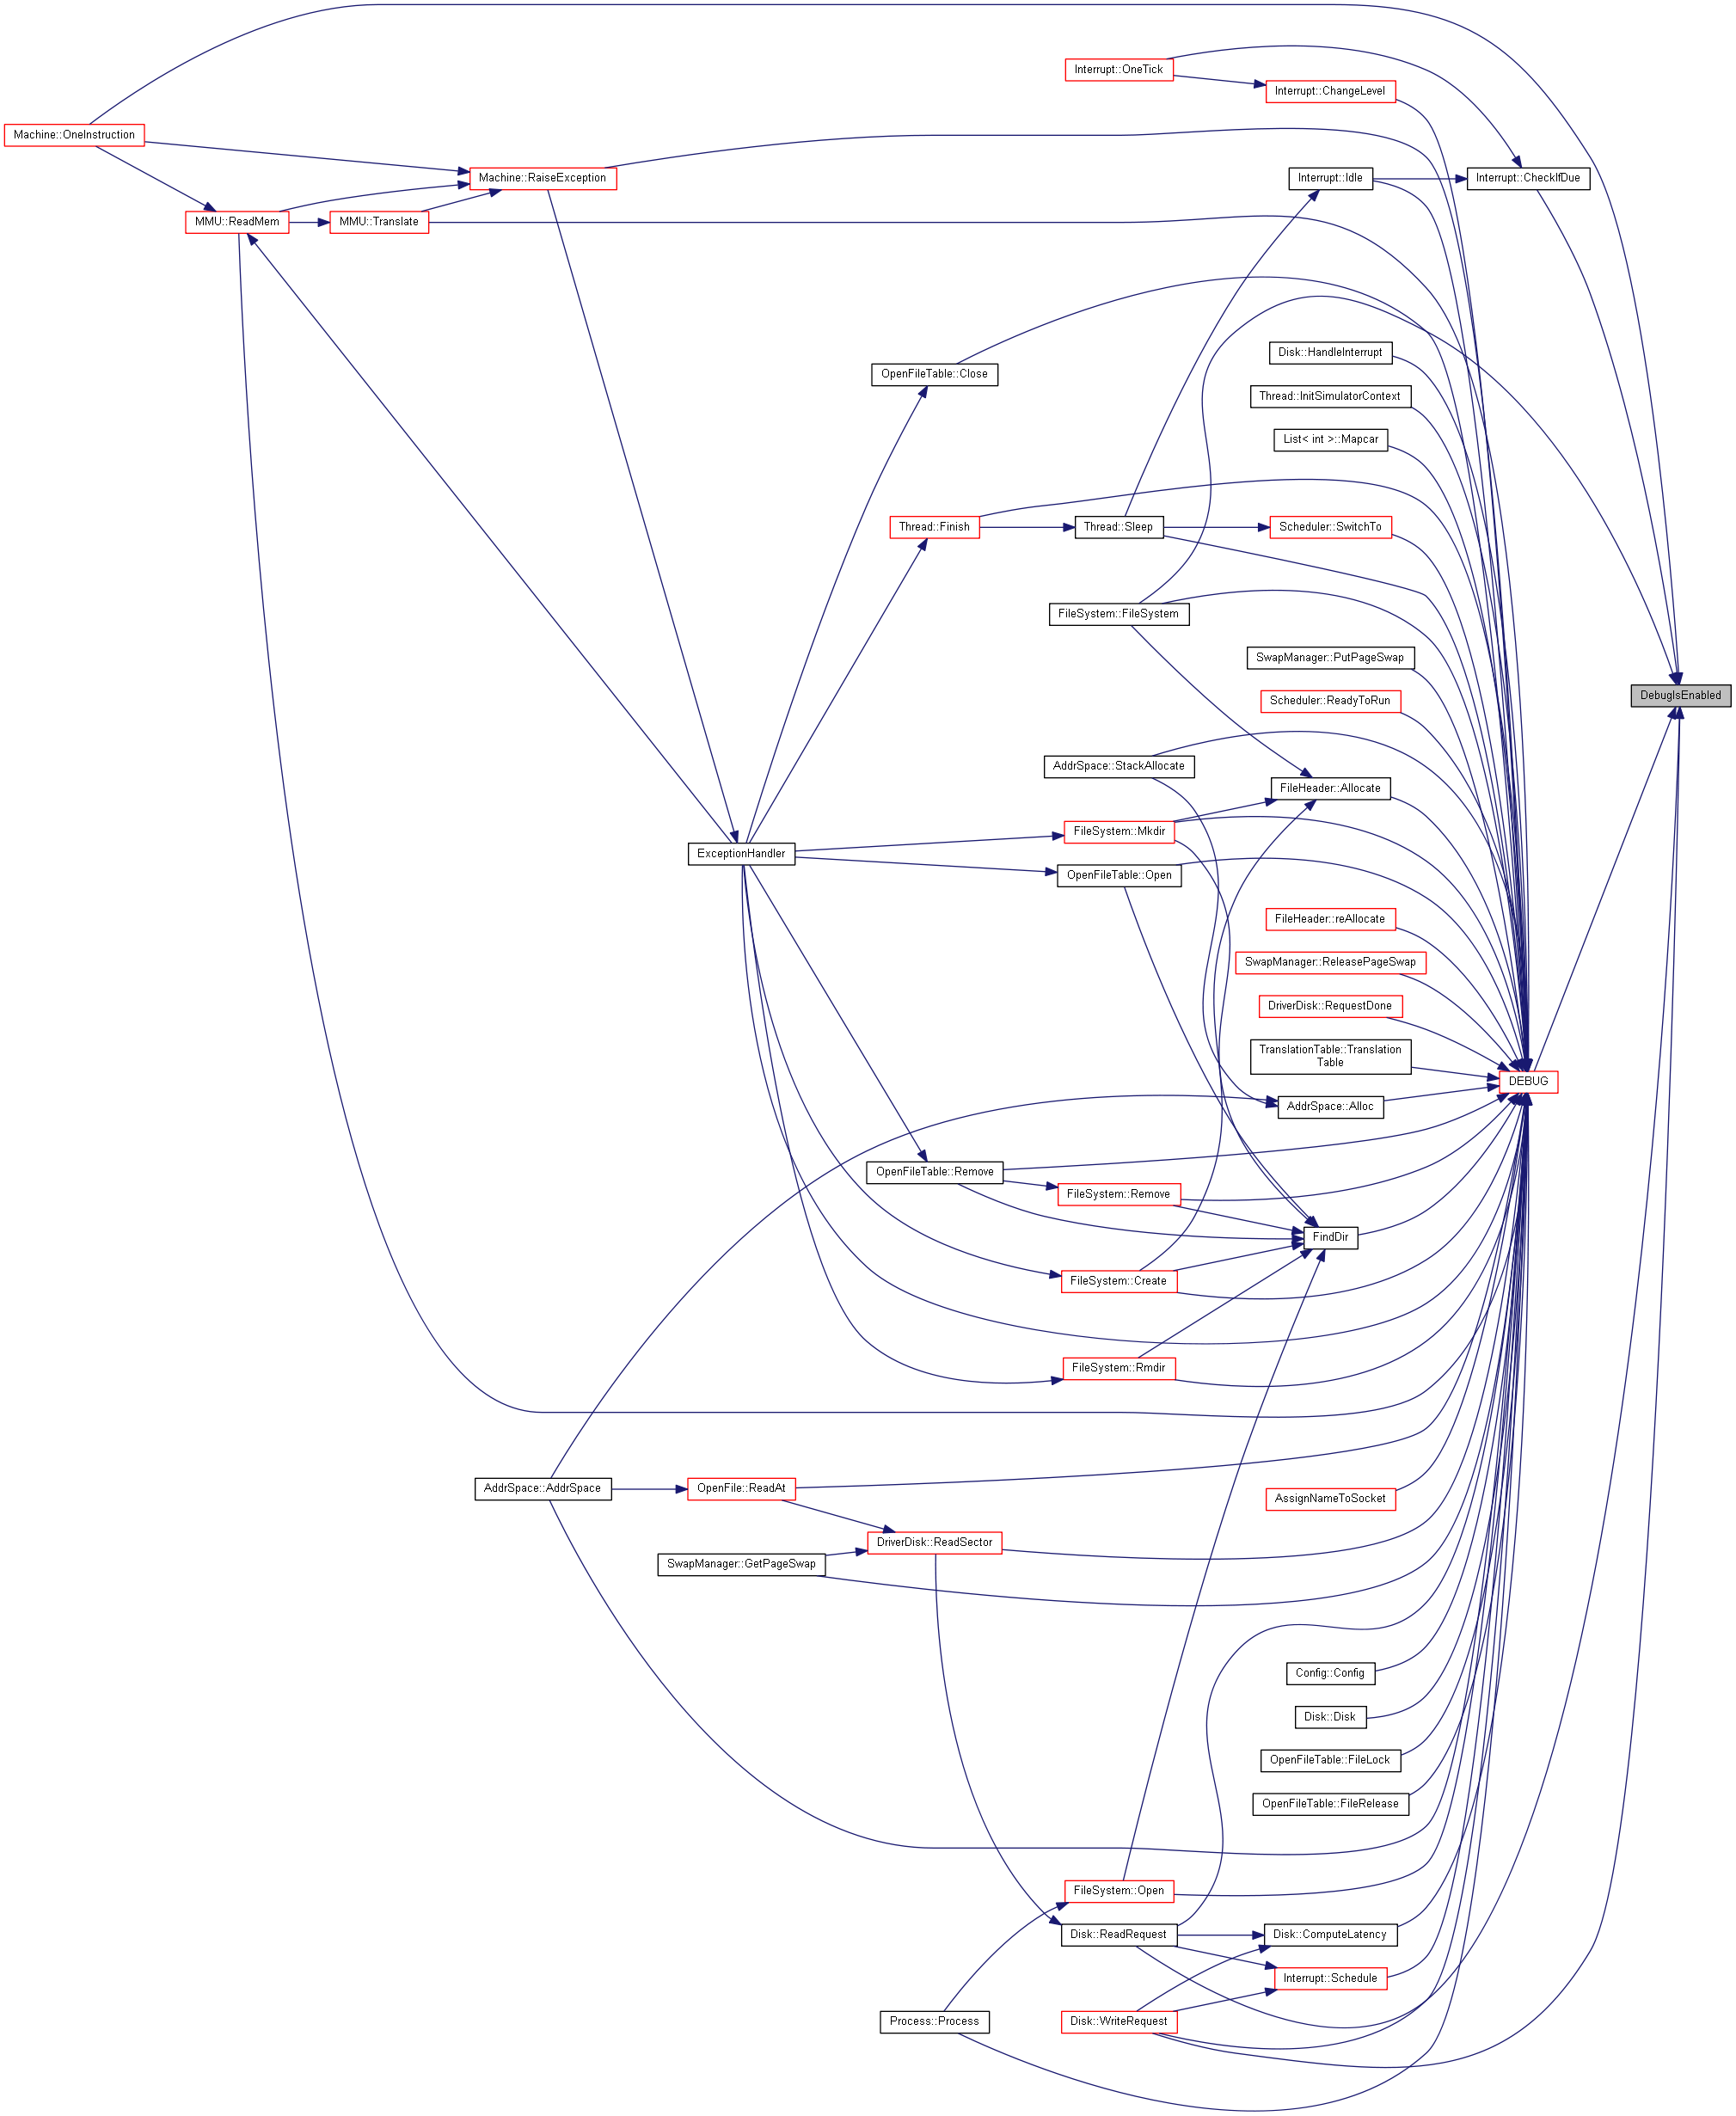 Interrupt::OneTick
Interrupt::ChangeLevel
Machine::OneInstruction
Machine::RaiseException
Interrupt::Idle
Interrupt::CheckIfDue
MMU::ReadMem
MMU::Translate
Disk::HandleInterrupt
OpenFileTable::Close
Thread::InitSimulatorContext
List< int >::Mapcar
Thread::Finish
Thread::Sleep
Scheduler::SwitchTo
FileSystem::FileSystem
SwapManager::PutPageSwap
DebugIsEnabled
Scheduler::ReadyToRun
AddrSpace::StackAllocate
FileHeader::Allocate
FileSystem::Mkdir
ExceptionHandler
OpenFileTable::Open
FileHeader::reAllocate
SwapManager::ReleasePageSwap
DriverDisk::RequestDone
TranslationTable::Translation
Table
DEBUG
AddrSpace::Alloc
OpenFileTable::Remove
FileSystem::Remove
FindDir
FileSystem::Create
FileSystem::Rmdir
AddrSpace::AddrSpace
OpenFile::ReadAt
AssignNameToSocket
DriverDisk::ReadSector
SwapManager::GetPageSwap
Config::Config
Disk::Disk
OpenFileTable::FileLock
OpenFileTable::FileRelease
FileSystem::Open
Disk::ReadRequest
Disk::ComputeLatency
Interrupt::Schedule
Process::Process
Disk::WriteRequest